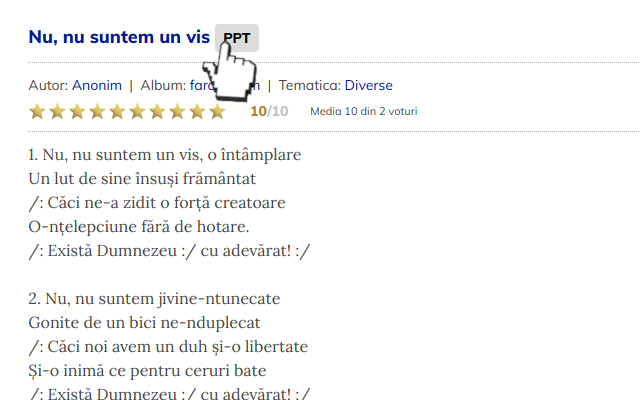 Nu, nu suntem un vis PPT
Autor: Anonim | Album: | Tematica: Diverse
10/10 Media 10 din 2 voturi
1. Nu, nu suntem un vis, o întâmplare
Un lut de sine însuși frământat
/: Căci ne-a zidit o forță creatoare
O-nțelepciune fără de hotare.
/: Există Dumnezeu :/ cu adevărat! :/
2. Nu, nu suntem jivine-ntunecate
Gonite de un bici ne-nduplecat
/: Căci noi avem un duh și-o libertate
Și-o inimă ce pentru ceruri bate
/: Există Dumnezeu :/ cu adevărat! :/